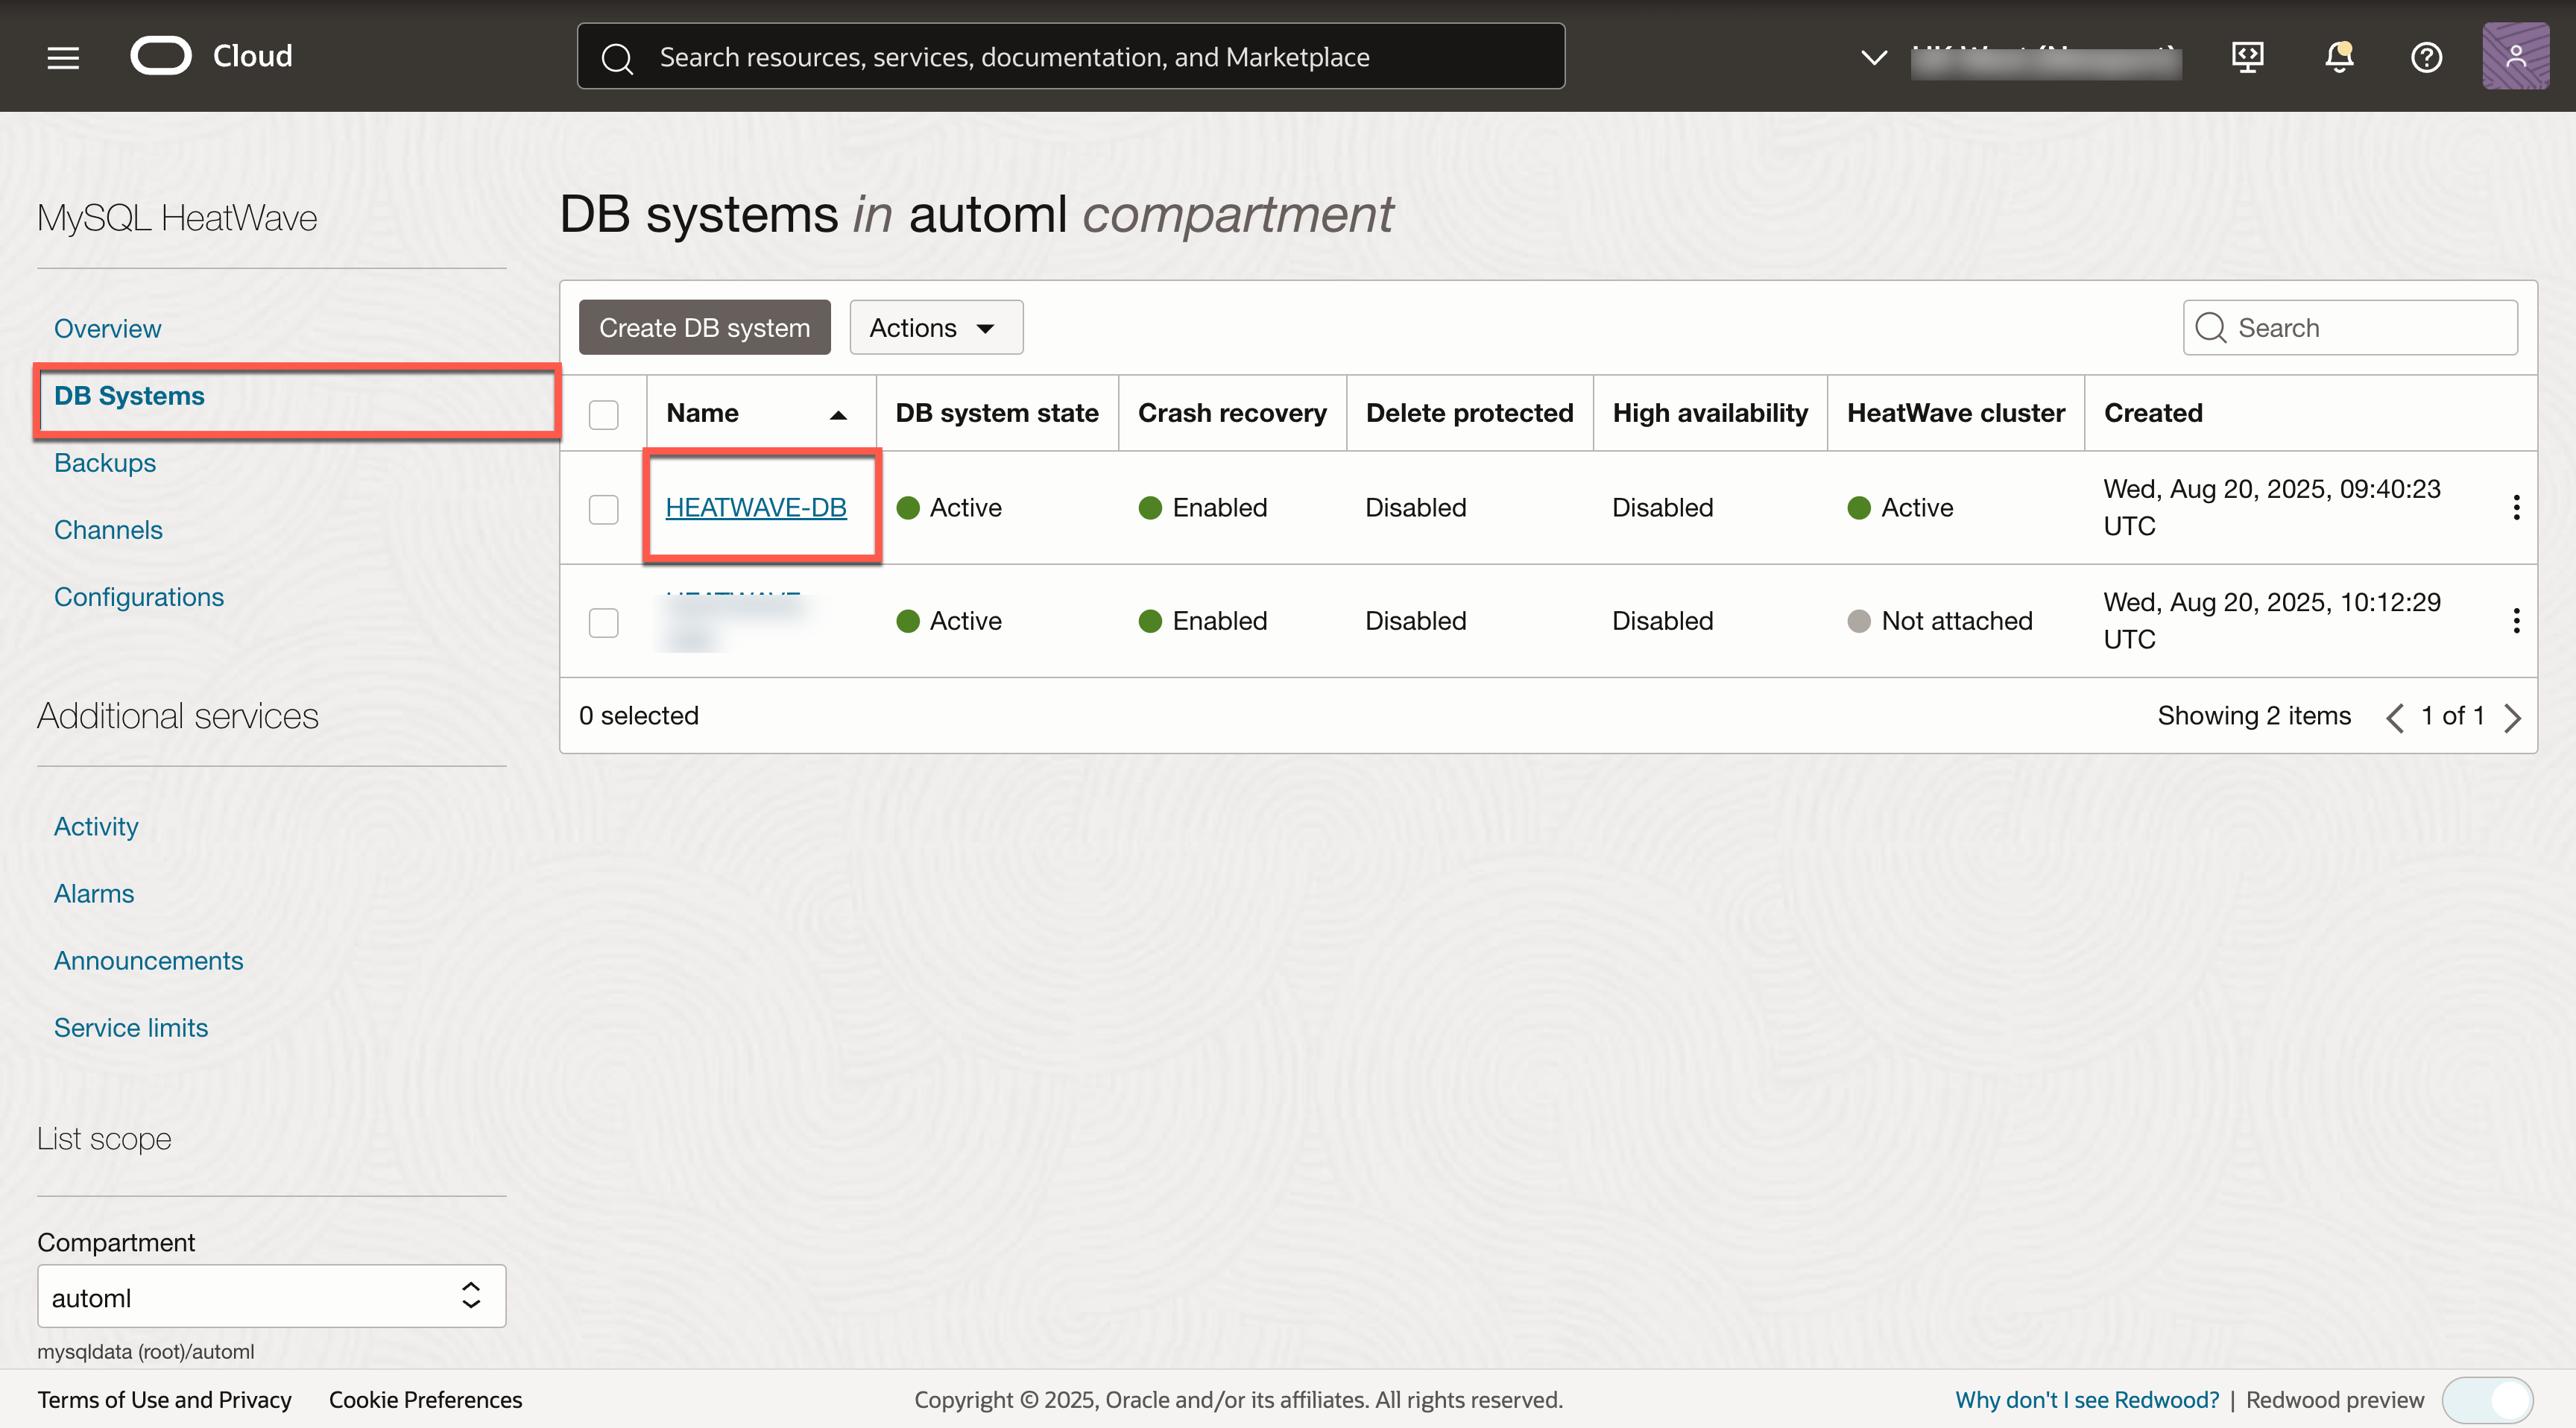 Cloud
Search resources, services, documentation, and Marketplace
MySQL HeatWave
Overview
DB Systems
Backups
Channels
Configurations
Additional services
Activity
Alarms
Announcements
Service limits
List scope
Compartment
automl
mysqldata (root)/automl
DB systems in automl compartment
Create DB system
Actions
Search
Name DB system state Crash recovery Delete protected High availability HeatWave cluster Created
HEATWAVE-DB Active Enabled Disabled Disabled Active Wed, Aug 20, 2025, 09:40:23
UTC
Active Enabled Disabled Disabled Not attached Wed, Aug 20, 2025, 10:12:29
UTC
0 selected
Showing 2 items 1 of 1
Terms of Use and Privacy Cookie Preferences
Copyright © 2025, Oracle and/or its affiliates. All rights reserved.
Why don't I see Redwood? | Redwood preview